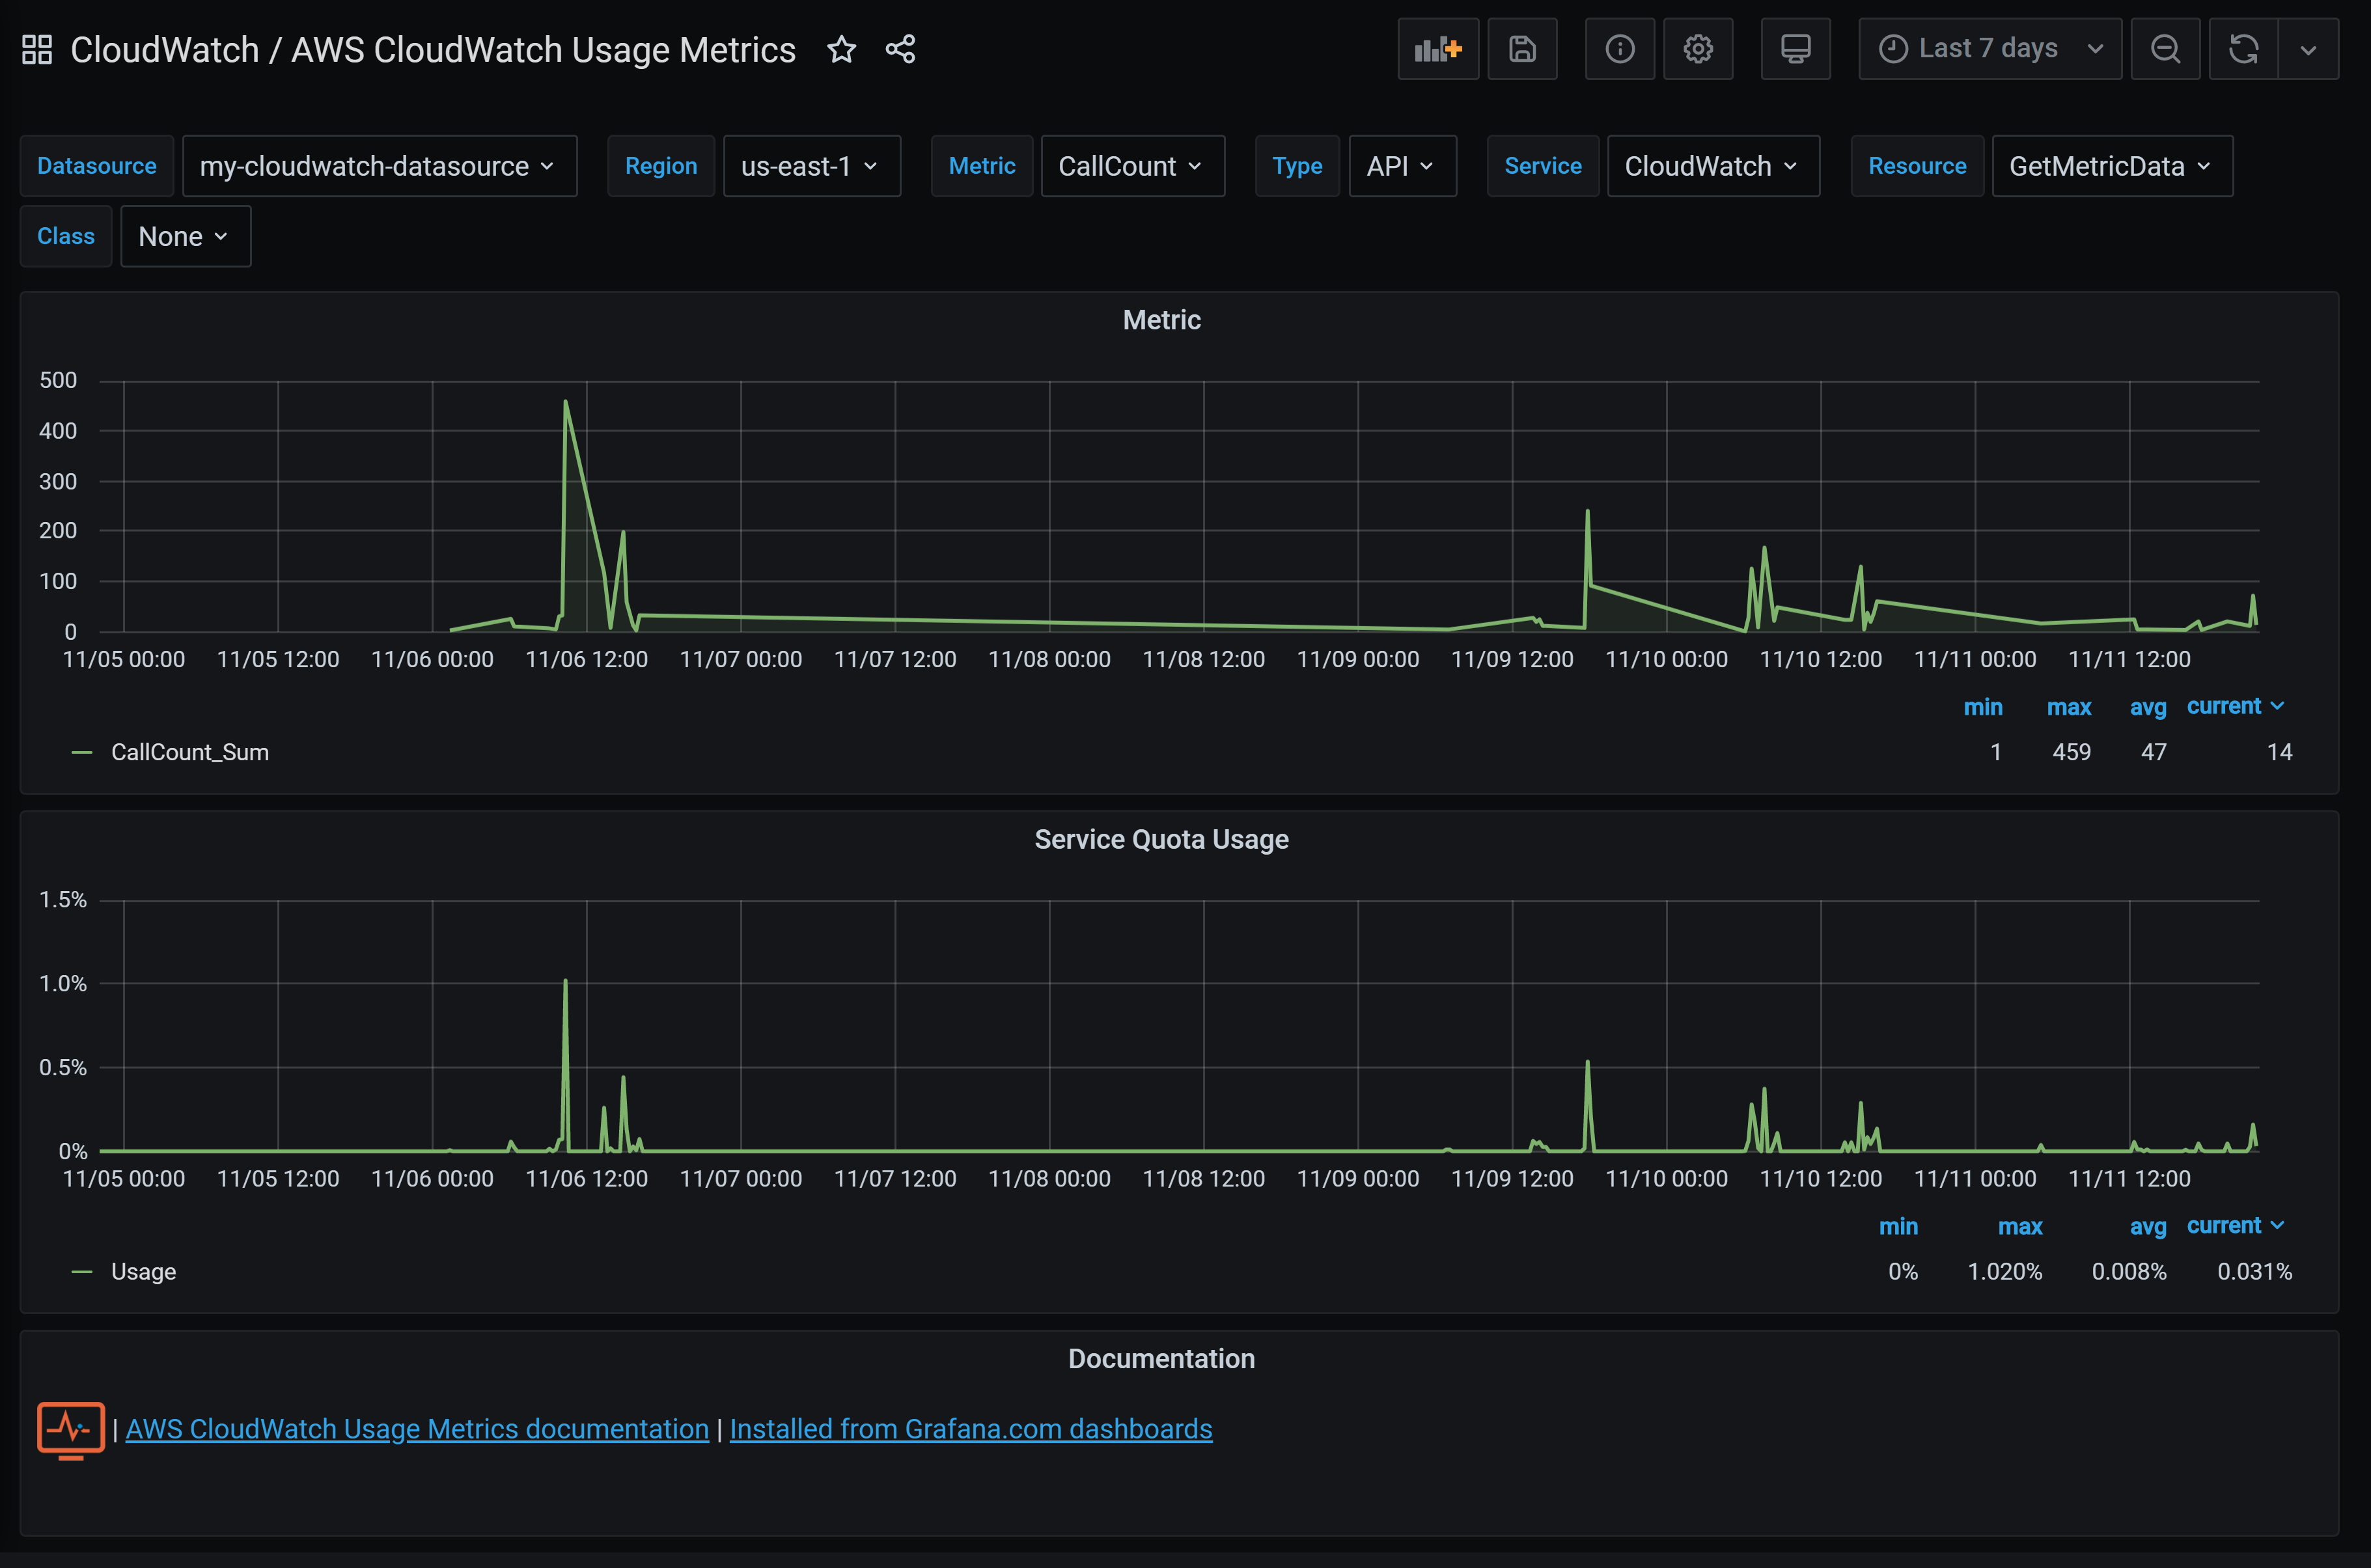 CloudWatch / AWS CloudWatch Usage Metrics
Last 7 days
Datasource my-cloudwatch-datasource Region us-east-1 Metric CallCount Type API Service CloudWatch Resource GetMetricData
Class None
Metric
500
400
300
200
100
0
11/05 00:00 11/05 12:00 11/06 00:00 11/06 12:00 11/07 00:00 11/07 12:00 11/08 00:00 11/08 12:00 11/09 00:00 11/09 12:00 11/10 00:00 11/10 12:00 11/11 00:00 11/11 12:00
min max avg current
CallCount_Sum 1 459 47 14
Service Quota Usage
1.5%
1.0%
0.5%
0%
11/05 00:00 11/05 12:00 11/06 00:00 11/06 12:00 11/07 00:00 11/07 12:00 11/08 00:00 11/08 12:00 11/09 00:00 11/09 12:00 11/10 00:00 11/10 12:00 11/11 00:00 11/11 12:00
min max avg current
Usage 0% 1.020% 0.008% 0.031%
Documentation
| AWS CloudWatch Usage Metrics documentation | Installed from Grafana.com dashboards